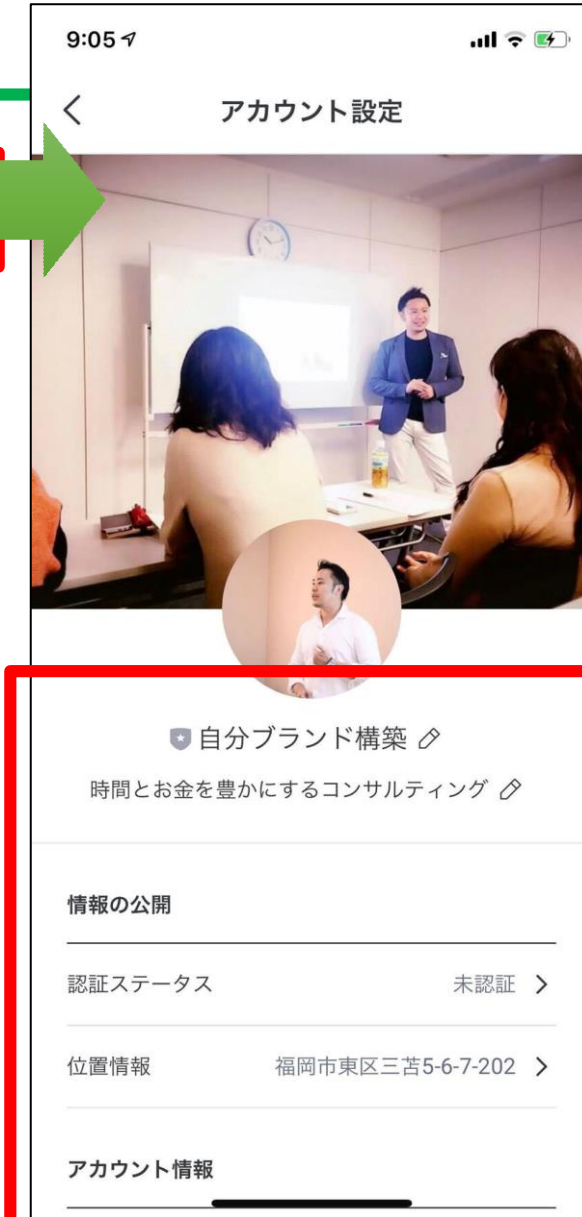 9:05
アカウント設定
自分ブランド構築
時間とお金を豊かにするコンサルティング
情報の公開
認証ステータス 未認証
位置情報 福岡市東区三苫5-6-7-202
アカウント情報